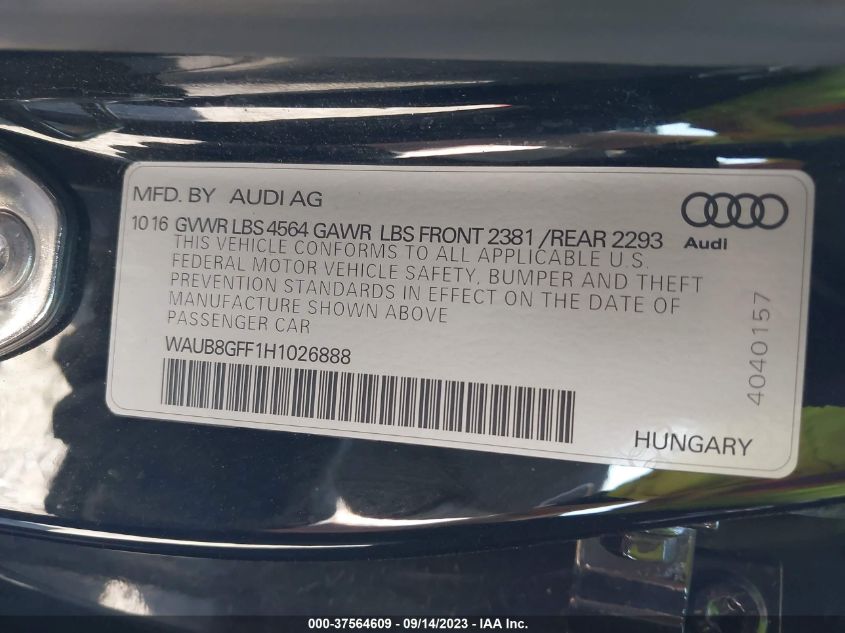 MFD. BY AUDI AG
Audi
10 16 GVWR LBS 4564 GAWR LBS FRONT 2381 /REAR 2293
THIS VEHICLE CONFORMS TO ALL APPLICABLE U.S.
FEDERAL MOTOR VEHICLE SAFETY, BUMPER AND THEFT
PREVENTION STANDARDS IN EFFECT ON THE DATE OF
MANUFACTURE SHOWN ABOVE
PASSENGER CAR
WAUB8GFF1H1026888
4040157
HUNGARY
000-37564609 - 09/14/2023 - IAA Inc.